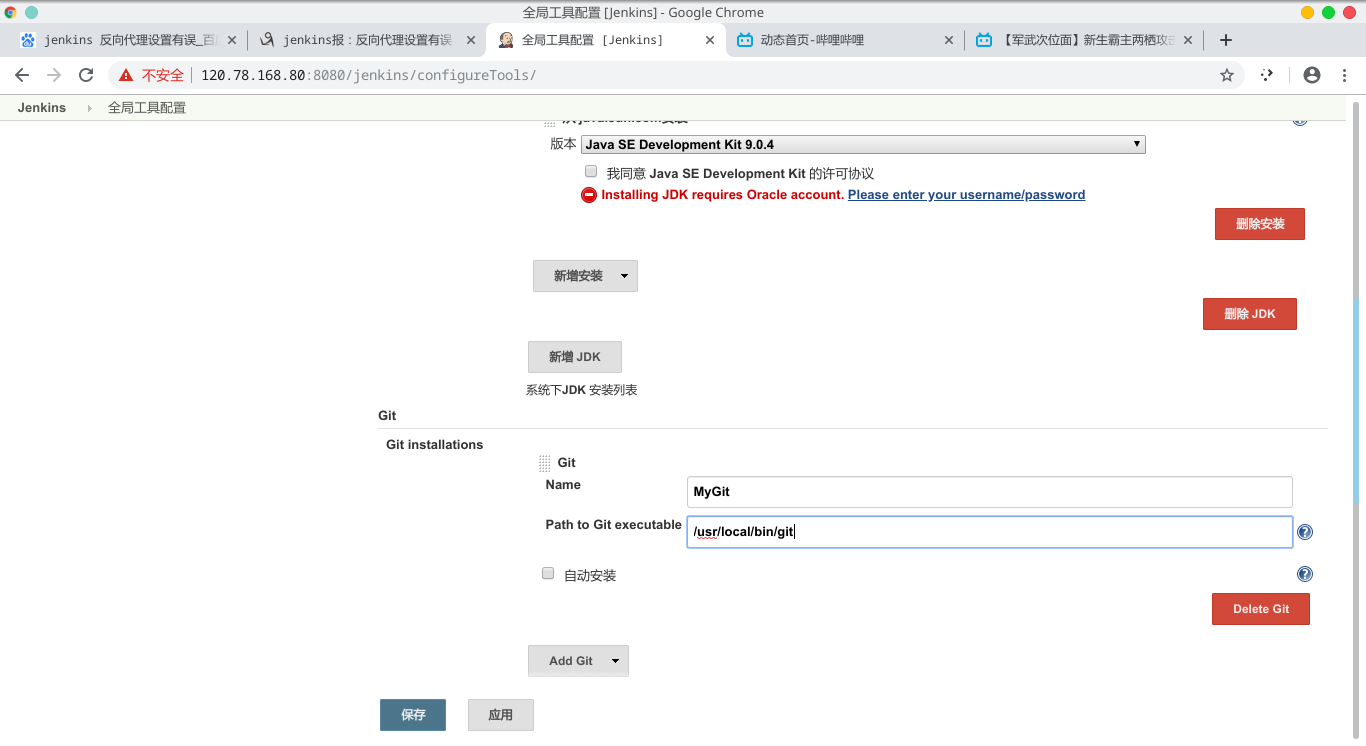 全局工具配置 [Jenkins] - Google Chrome
jenkins 反向代理设置有误_百
jenkins报：反向代理设置有误
全局工具配置 [Jenkins]
动态首页-哔哩哔哩
【军武次位面】新生霸主两栖攻击
不安全
120.78.168.80:8080/jenkins/configureTools/
Jenkins
全局工具配置
版本
Java SE Development Kit 9.0.4
我同意 Java SE Development Kit 的许可协议
Installing JDK requires Oracle account. Please enter your username/password
删除安装
新增安装
删除 JDK
新增 JDK
系统下JDK 安装列表
Git
Git installations
Git
Name
MyGit
Path to Git executable
/usr/local/bin/git
自动安装
Delete Git
Add Git
保存
应用